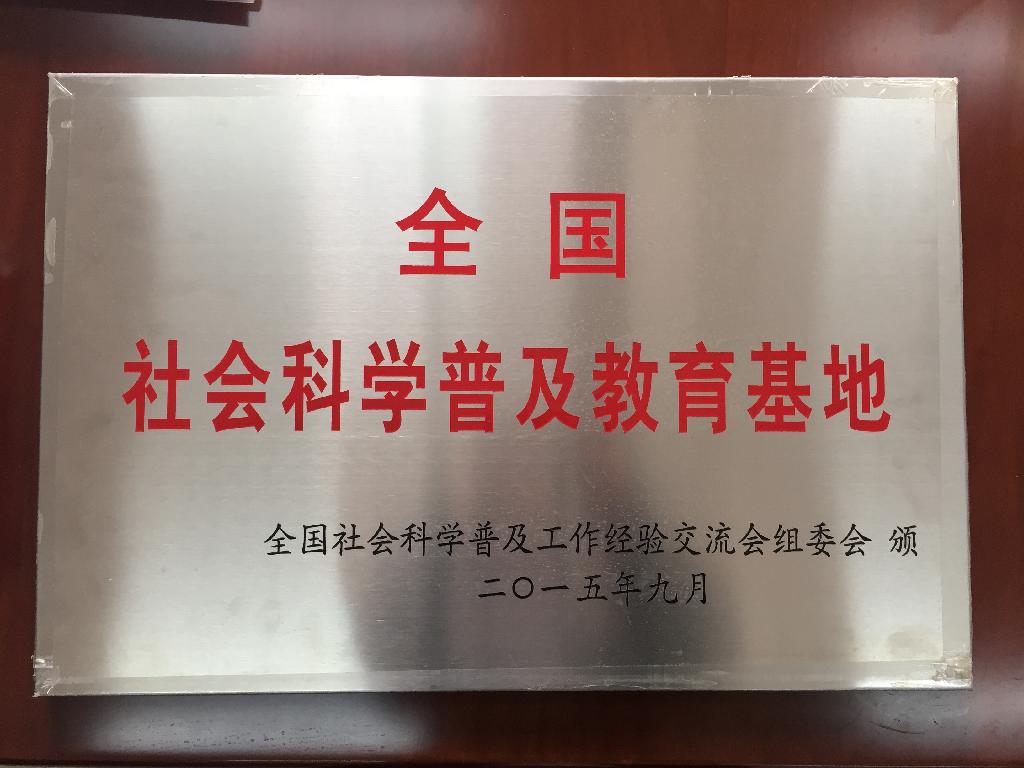 全国
社会科学普及教育基地
全国社会科学普及工作经验交流会组委会 颁
二〇一五年九月